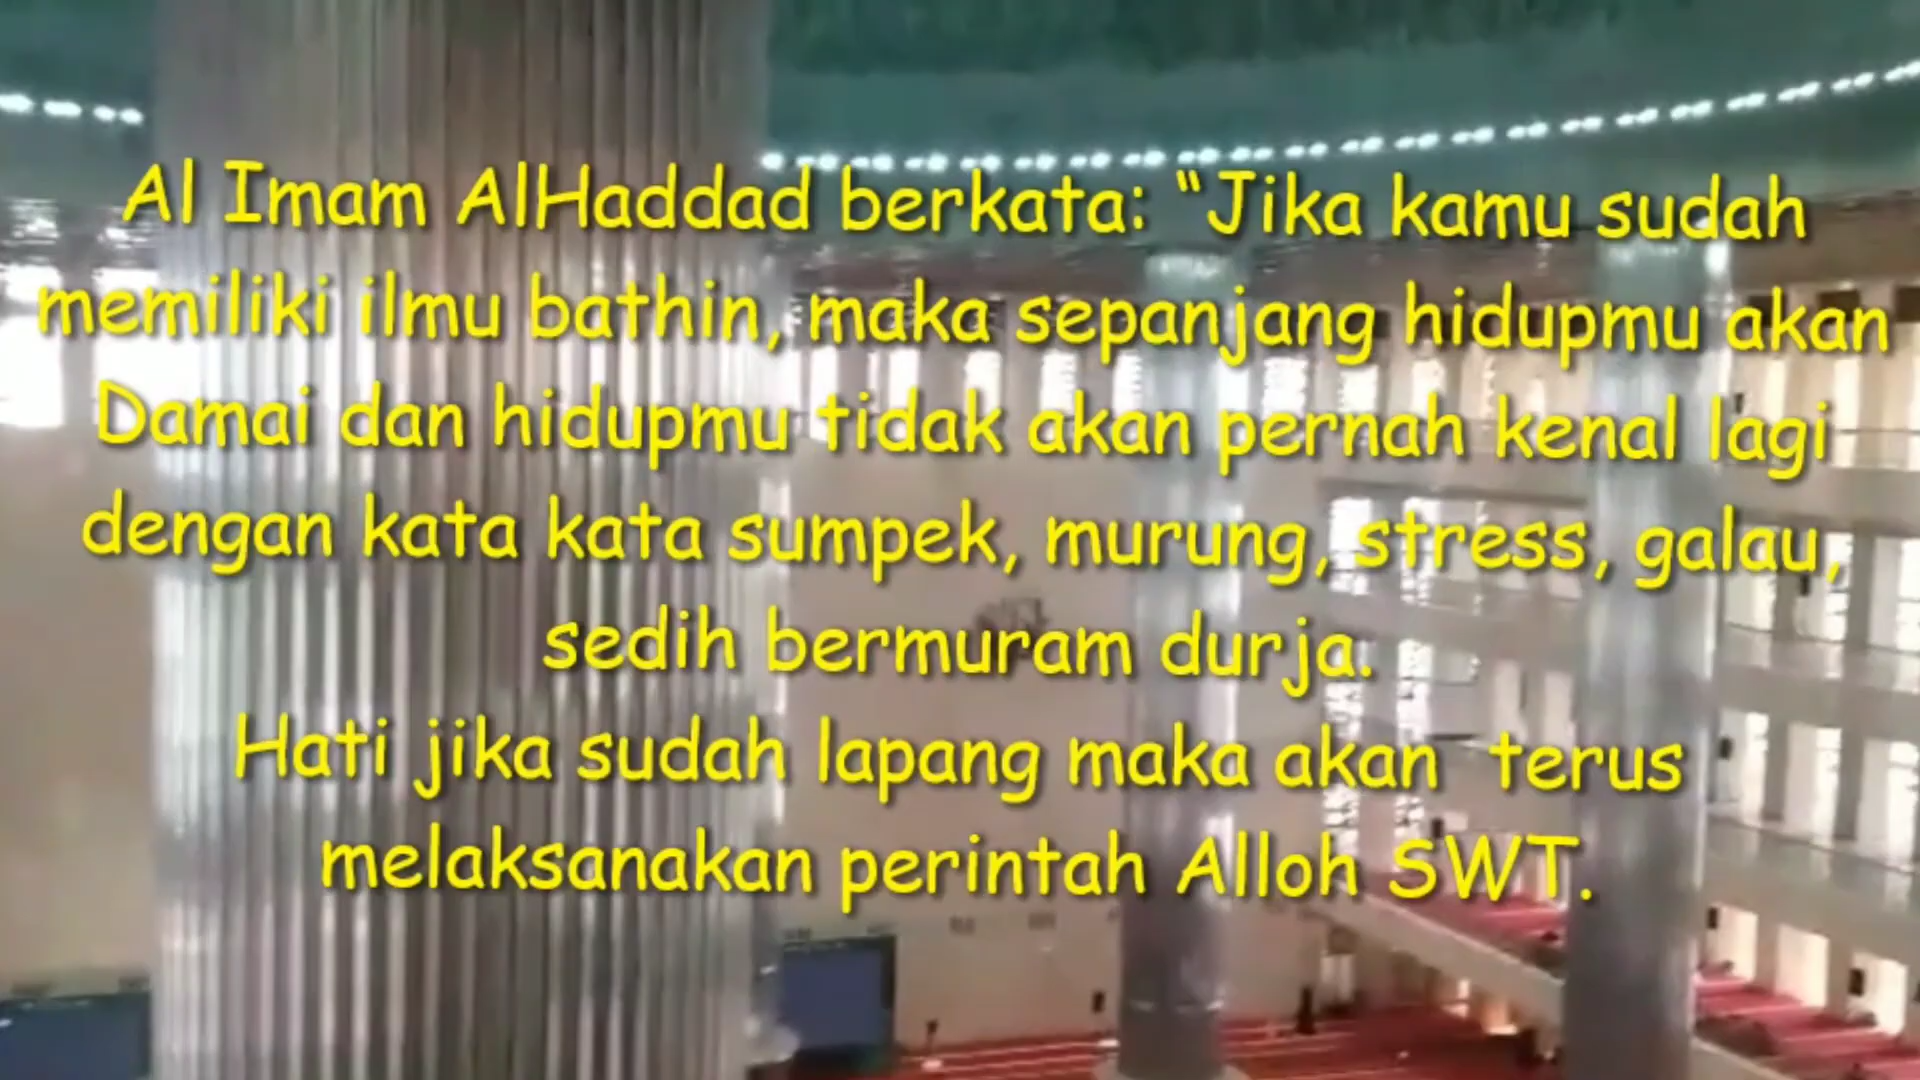 Al Imam AlHaddad berkata: “Jika kamu sudah
memiliki ilmu bathin, maka sepanjang hidupmu akan
Damai dan hidupmu tidak akan pernah kenal lagi
dengan kata kata sumpek, murung, stress, galau,
sedih bermuram durja.
Hati jika sudah lapang maka akan  terus
melaksanakan perintah Alloh SWT.